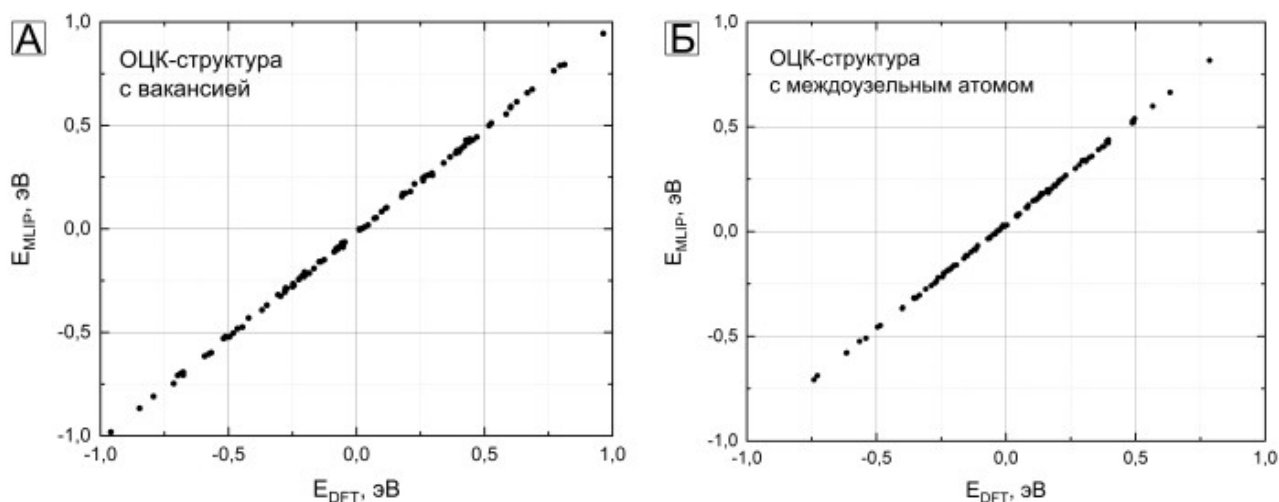 А
ОЦК-структура
с вакансией
1,0
0,5
0,0
-0,5
-1,0
E_MLIP, эВ
-1,0 -0,5 0,0 0,5 1,0
E_DFT, эВ
Б
ОЦК-структура
с междоузельным атомом
1,0
0,5
0,0
-0,5
-1,0
E_MLIP, эВ
-1,0 -0,5 0,0 0,5 1,0
E_DFT, эВ